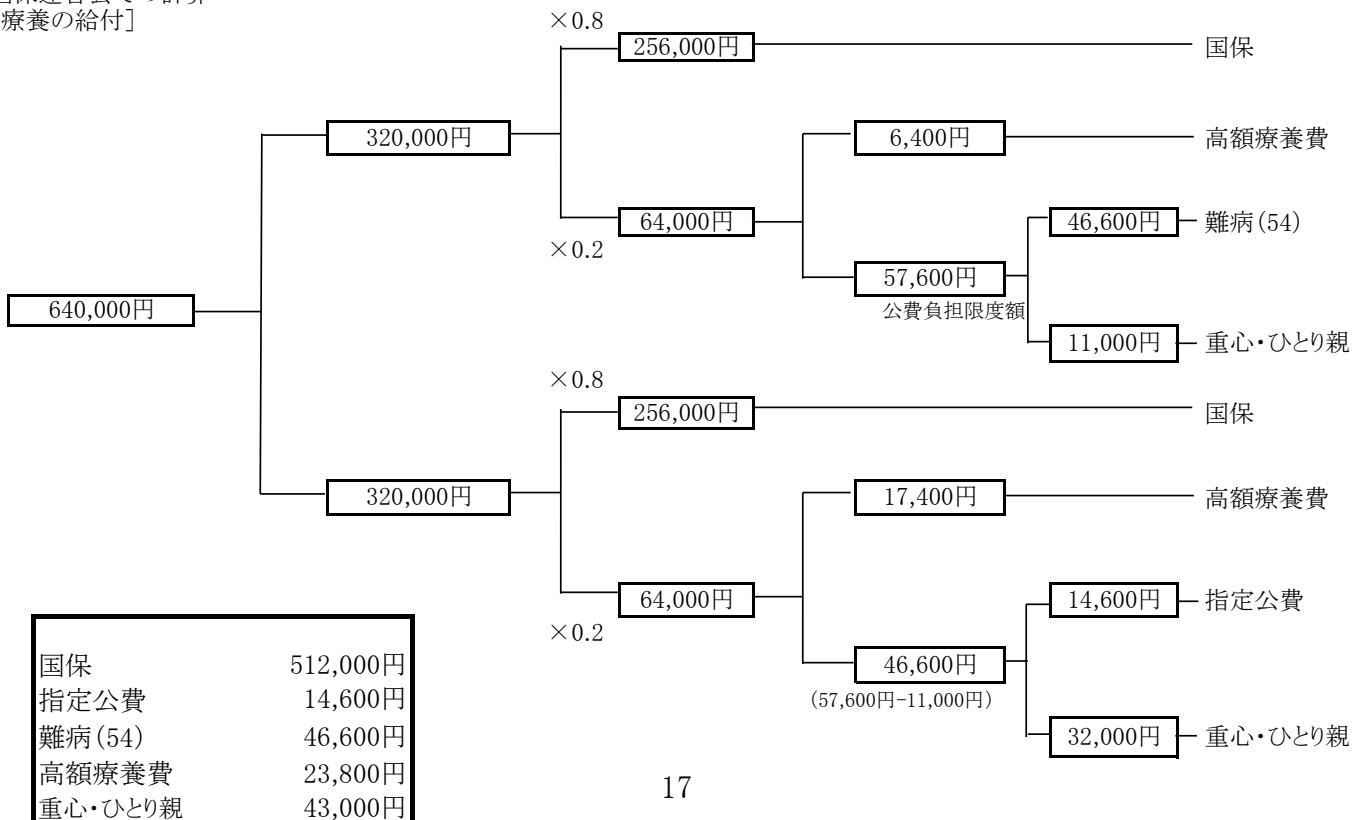 療養の給付］
×0.8
256,000円
国保
320,000円
6,400円
高額療養費
64,000円
46,600円
難病(54)
×0.2
57,600円
640,000円
公費負担限度額
11,000円
重心・ひとり親
×0.8
256,000円
国保
320,000円
17,400円
高額療養費
64,000円
14,600円
指定公費
×0.2
46,600円
(57,600円-11,000円)
32,000円
重心・ひとり親
国保 512,000円
指定公費 14,600円
難病(54) 46,600円
高額療養費 23,800円
重心・ひとり親 43,000円
17